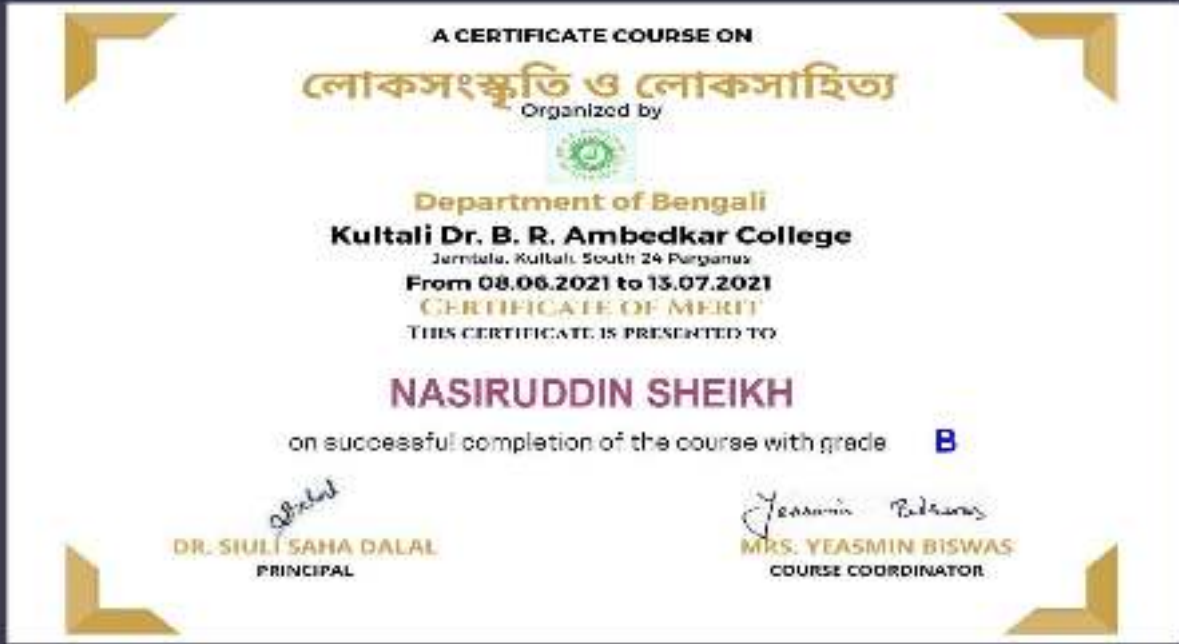 A CERTIFICATE COURSE ON
লোকসংস্কৃতি ও লোকসাহিত্য
Organized by
Department of Bengali
Kultali Dr. B. R. Ambedkar College
Jamtala, Kultali, South 24 Parganas
From 08.06.2021 to 13.07.2021
CERTIFICATE OF MERIT
THIS CERTIFICATE IS PRESENTED TO
NASIRUDDIN SHEIKH
on successful completion of the course with grade B
Yeasmin Biswas
DR. SIULI SAHA DALAL
MRS. YEASMIN BISWAS
PRINCIPAL
COURSE COORDINATOR